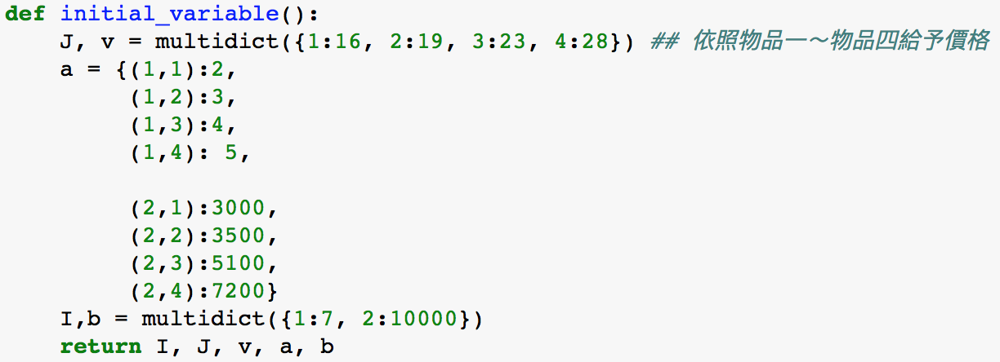 def initial_variable():
    J, v = multidict({1:16, 2:19, 3:23, 4:28}) ## 依照物品一～物品四給予價格
    a = {(1,1):2,
         (1,2):3,
         (1,3):4,
         (1,4): 5,
         (2,1):3000,
         (2,2):3500,
         (2,3):5100,
         (2,4):7200}
    I,b = multidict({1:7, 2:10000})
    return I, J, v, a, b